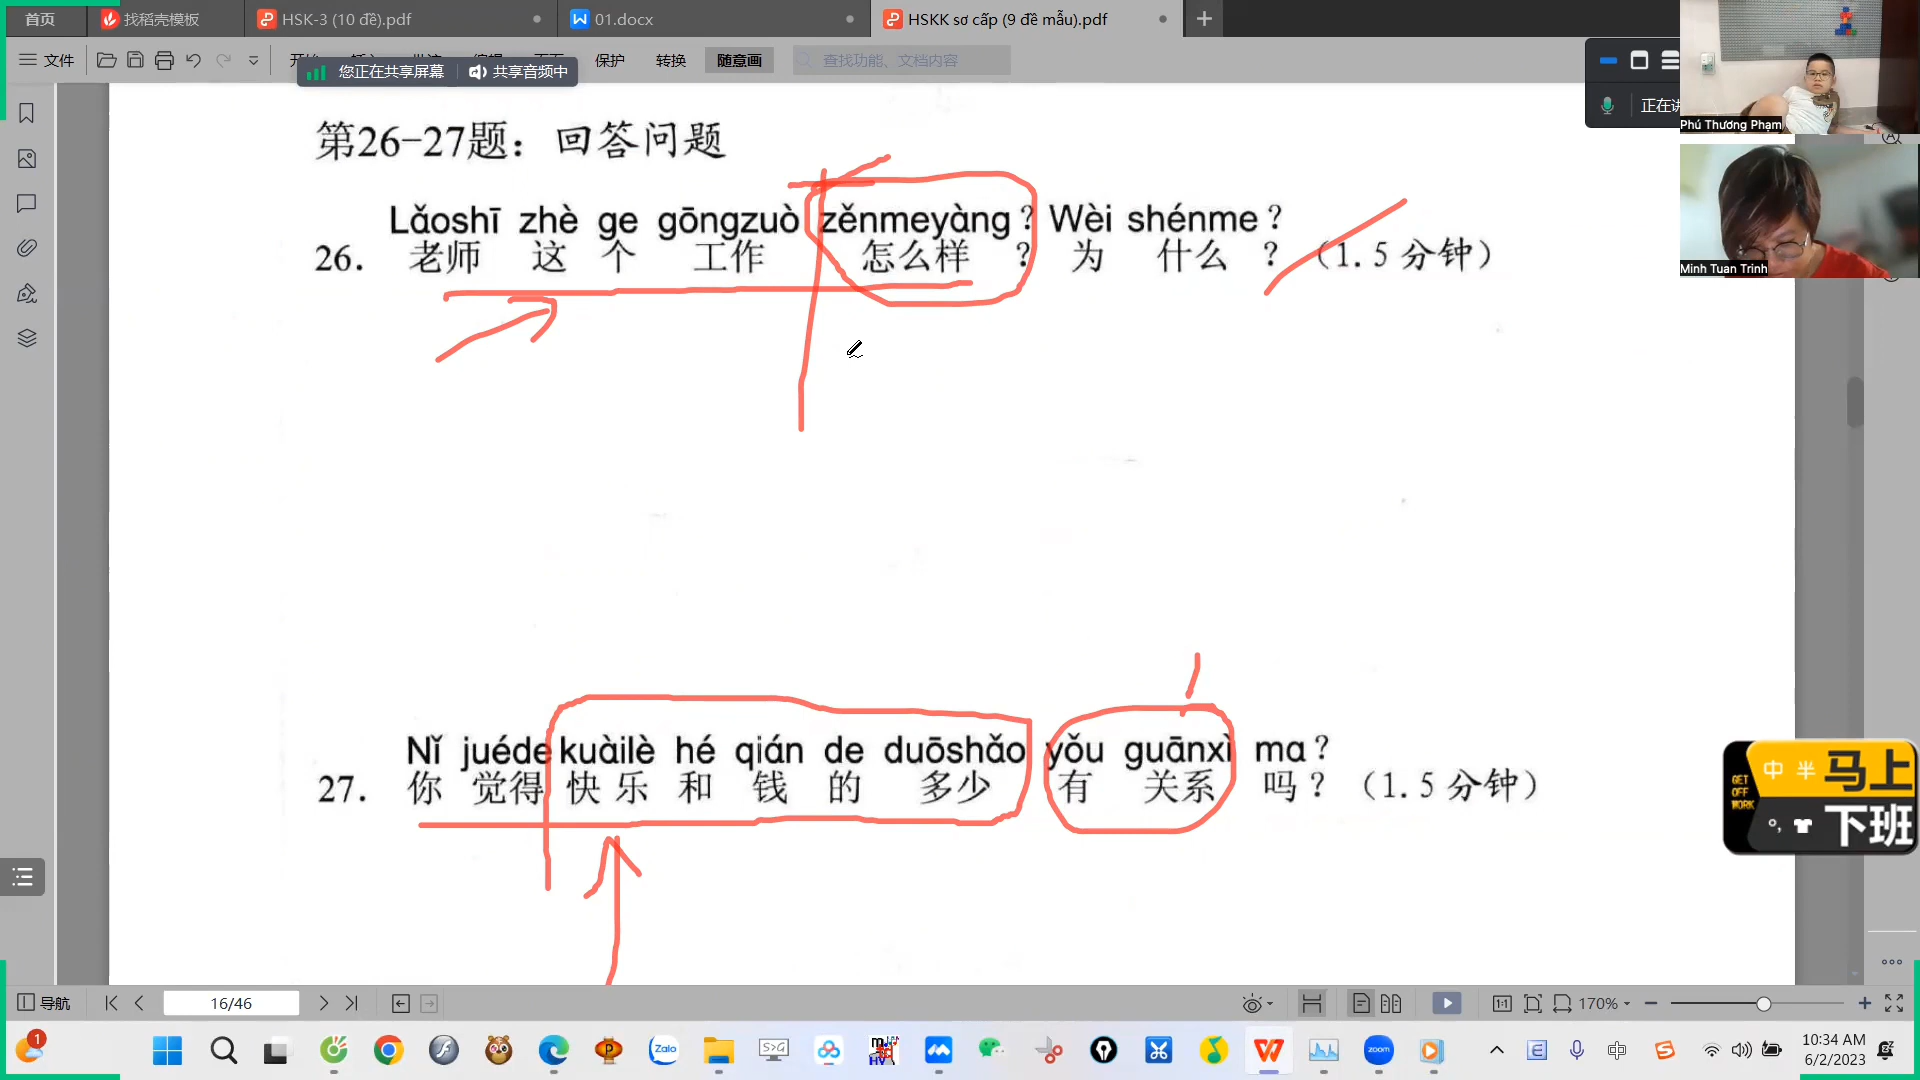 首页
找稻壳模板
HSK-3 (10 đề).pdf
01.docx
HSKK sơ cấp (9 đề mẫu).pdf
文件
保护
转换
随意画
查找功能、文档内容
您正在共享屏幕
共享音频中
Phú Thương Phạm
Minh Tuan Trinh
第26-27题：回答问题
Lǎoshī zhè ge gōngzuò zěnmeyàng? Wèi shénme?
26. 老师 这 个 工作 怎么样 ? 为 什么 ? （1.5 分钟）
Nǐ juéde kuàilè hé qián de duōshǎo yǒu guānxì ma?
27. 你 觉得 快乐 和 钱 的 多少 有 关系 吗? （1.5 分钟）
GET OFF WORK
中 半 马上
下班
导航
16/46
170%
1
Zalo
zoom
中
10:34 AM
6/2/2023